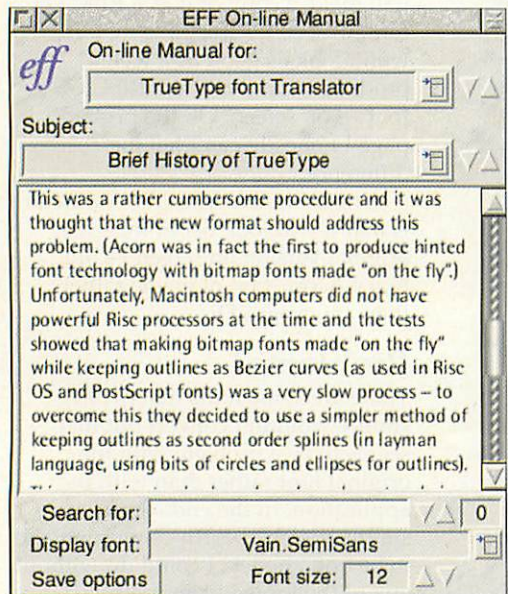 EFF On-line Manual
eff
On-line Manual for:
TrueType font Translator
Subject:
Brief History of TrueType
This was a rather cumbersome procedure and it was
thought that the new format should address this
problem. (Acorn was in fact the first to produce hinted
font technology with bitmap fonts made "on the fly".)
Unfortunately, Macintosh computers did not have
powerful Risc processors at the time and the tests
showed that making bitmap fonts made "on the fly"
while keeping outlines as Bezier curves (as used in Risc
OS and PostScript fonts) was a very slow process – to
overcome this they decided to use a simpler method of
keeping outlines as second order splines (in layman
language, using bits of circles and ellipses for outlines).
Search for:
0
Display font:
Vain.SemiSans
Save options
Font size:
12